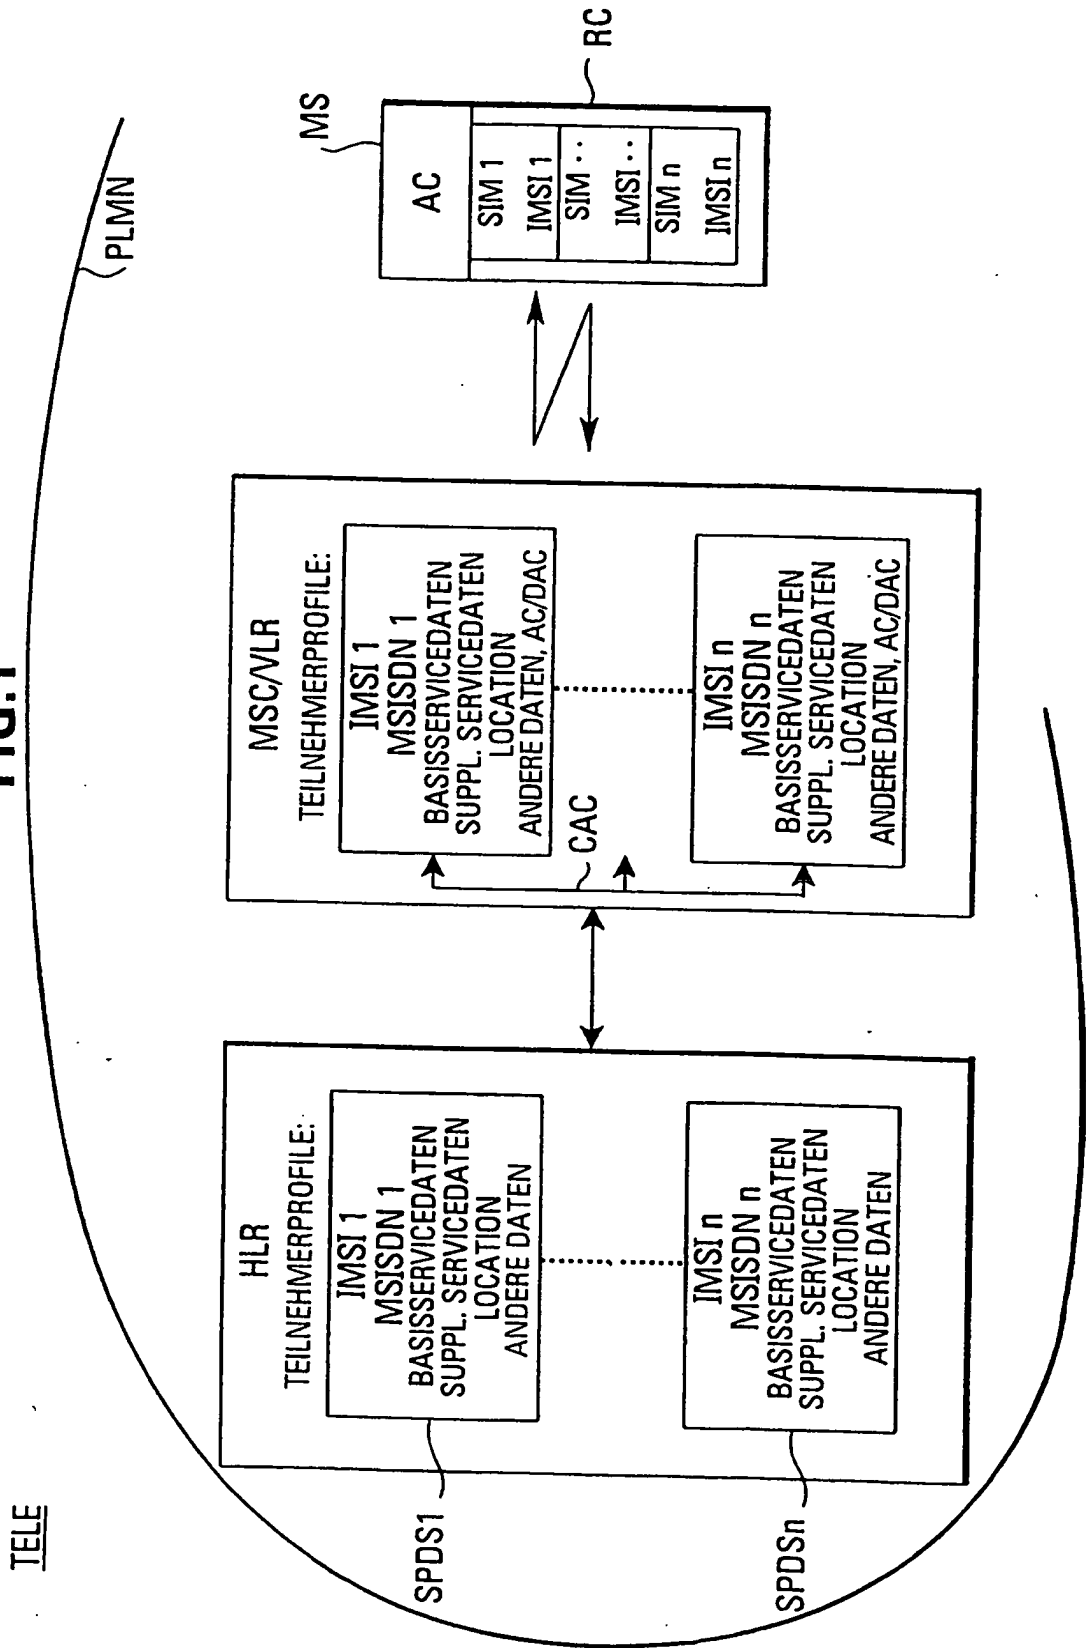 FIG.1
TELE
PLMN
HLR
TEILNEHMERPROFILE:
IMSI 1
MSISDN 1
BASISSERVICEDATEN
SUPPL. SERVICEDATEN
LOCATION
ANDERE DATEN
SPDS1
IMSI n
MSISDN n
BASISSERVICEDATEN
SUPPL. SERVICEDATEN
LOCATION
ANDERE DATEN
SPDSn
MSC/VLR
TEILNEHMERPROFILE:
IMSI 1
MSISDN 1
BASISSERVICEDATEN
SUPPL. SERVICEDATEN
LOCATION
ANDERE DATEN, AC/DAC
CAC
IMSI n
MSISDN n
BASISSERVICEDATEN
SUPPL. SERVICEDATEN
LOCATION
ANDERE DATEN, AC/DAC
MS
AC
SIM 1
IMSI 1
SIM ..
IMSI ..
SIM n
IMSI n
RC